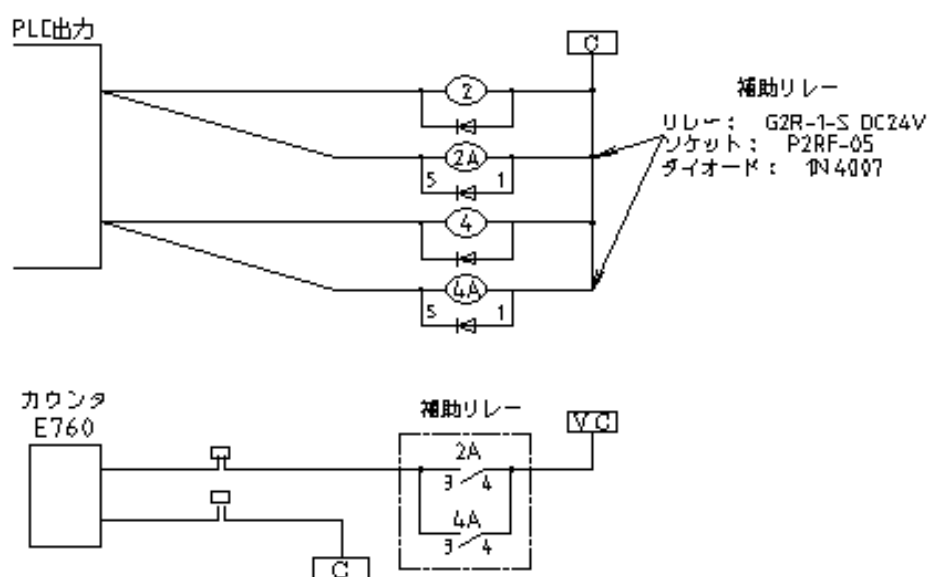 PLC出力
C
2
補助リレー
リレー: G2R-1-S DC24V
ソケット: P2RF-05
ダイオード: 1N4007
2A
5 1
4
4A
5 1
カウンタ
E760
補助リレー
VC
2A
3 4
4A
3 4
C